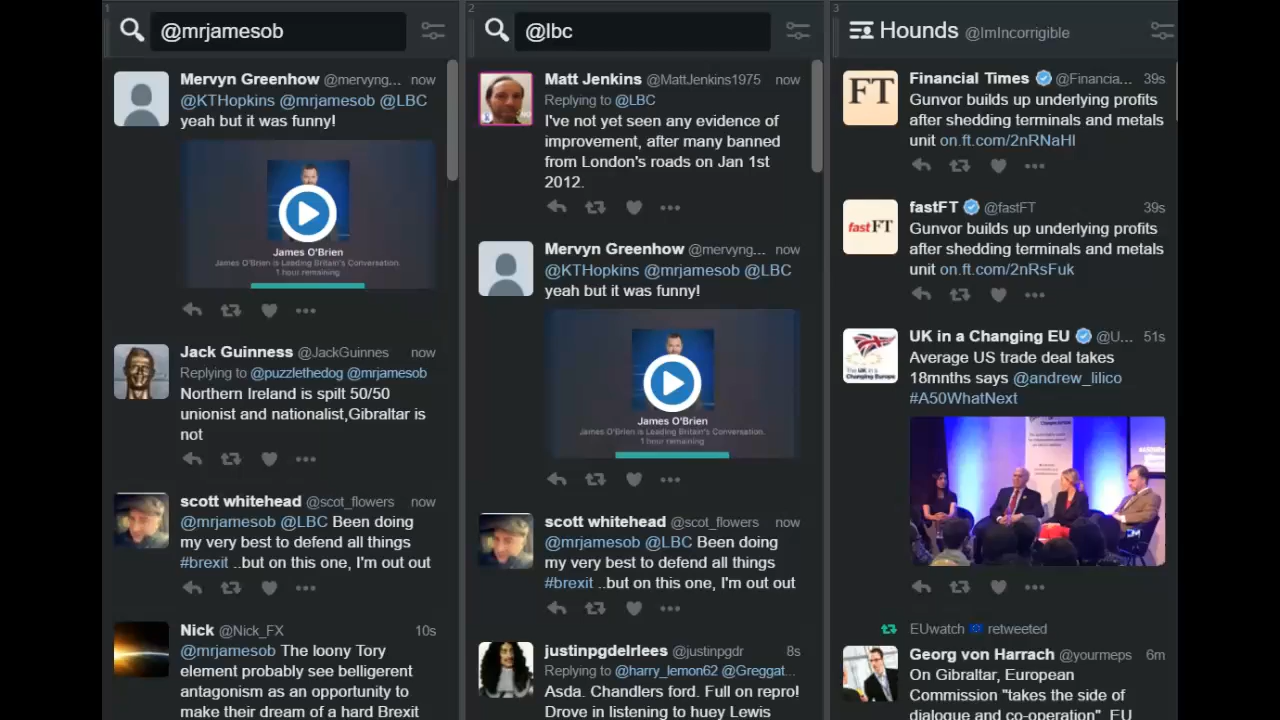 1
@mrjamesob
Mervyn Greenhow @mervyng... now
@KTHopkins @mrjamesob @LBC
yeah but it was funny!
James O'Brien
James O'Brien is Leading Britain's Conversation.
1 hour remaining
Jack Guinness @JackGuinnes now
Replying to @puzzlethedog @mrjamesob
Northern Ireland is spilt 50/50
unionist and nationalist,Gibraltar is
not
scott whitehead @scot_flowers now
@mrjamesob @LBC Been doing
my very best to defend all things
#brexit ..but on this one, I'm out out
Nick @Nick_FX 10s
@mrjamesob The loony Tory
element probably see belligerent
antagonism as an opportunity to
make their dream of a hard Brexit
2
@lbc
Matt Jenkins @MattJenkins1975 now
Replying to @LBC
I've not yet seen any evidence of
improvement, after many banned
from London's roads on Jan 1st
2012.
Mervyn Greenhow @mervyng... now
@KTHopkins @mrjamesob @LBC
yeah but it was funny!
James O'Brien
James O'Brien is Leading Britain's Conversation.
1 hour remaining
scott whitehead @scot_flowers now
@mrjamesob @LBC Been doing
my very best to defend all things
#brexit ..but on this one, I'm out out
justinpgdelrlees @justinpgdr 8s
Replying to @harry_lemon62 @Greggat...
Asda. Chandlers ford. Full on repro!
Drove in listening to huey Lewis
3
Hounds @ImIncorrigible
FT
Financial Times @Financia... 39s
Gunvor builds up underlying profits
after shedding terminals and metals
unit on.ft.com/2nRNaHl
fast FT
fastFT @fastFT 39s
Gunvor builds up underlying profits
after shedding terminals and metals
unit on.ft.com/2nRsFuk
The UK in a
Changing Europe
UK in a Changing EU @U... 51s
Average US trade deal takes
18mnths says @andrew_lilico
#A50WhatNext
EUwatch retweeted
Georg von Harrach @yourmeps 6m
On Gibraltar, European
Commission "takes the side of
dialogue and co-operation". EU